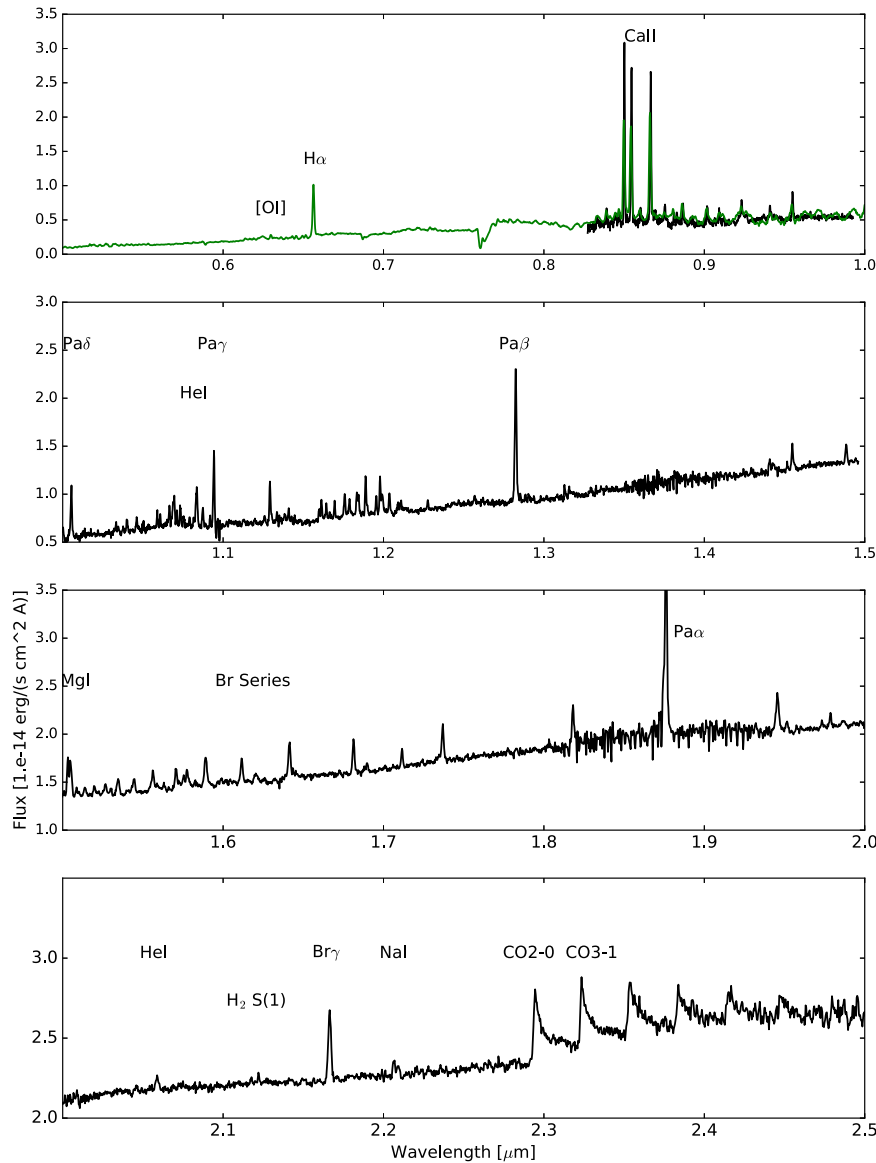 3.5
3.0
2.5
2.0
1.5
1.0
0.5
0.0
CaII
Hα
[OI]
0.6 0.7 0.8 0.9 1.0
3.0
2.5
2.0
1.5
1.0
0.5
Paδ Paγ Paβ
HeI
1.1 1.2 1.3 1.4 1.5
3.5
3.0
2.5
2.0
1.5
1.0
Paα
MgI Br Series
1.6 1.7 1.8 1.9 2.0
Flux [1.e-14 erg/(s cm^2 A)]
3.0
2.5
2.0
HeI Brγ NaI CO2-0 CO3-1
H₂ S(1)
2.1 2.2 2.3 2.4 2.5
Wavelength [μm]